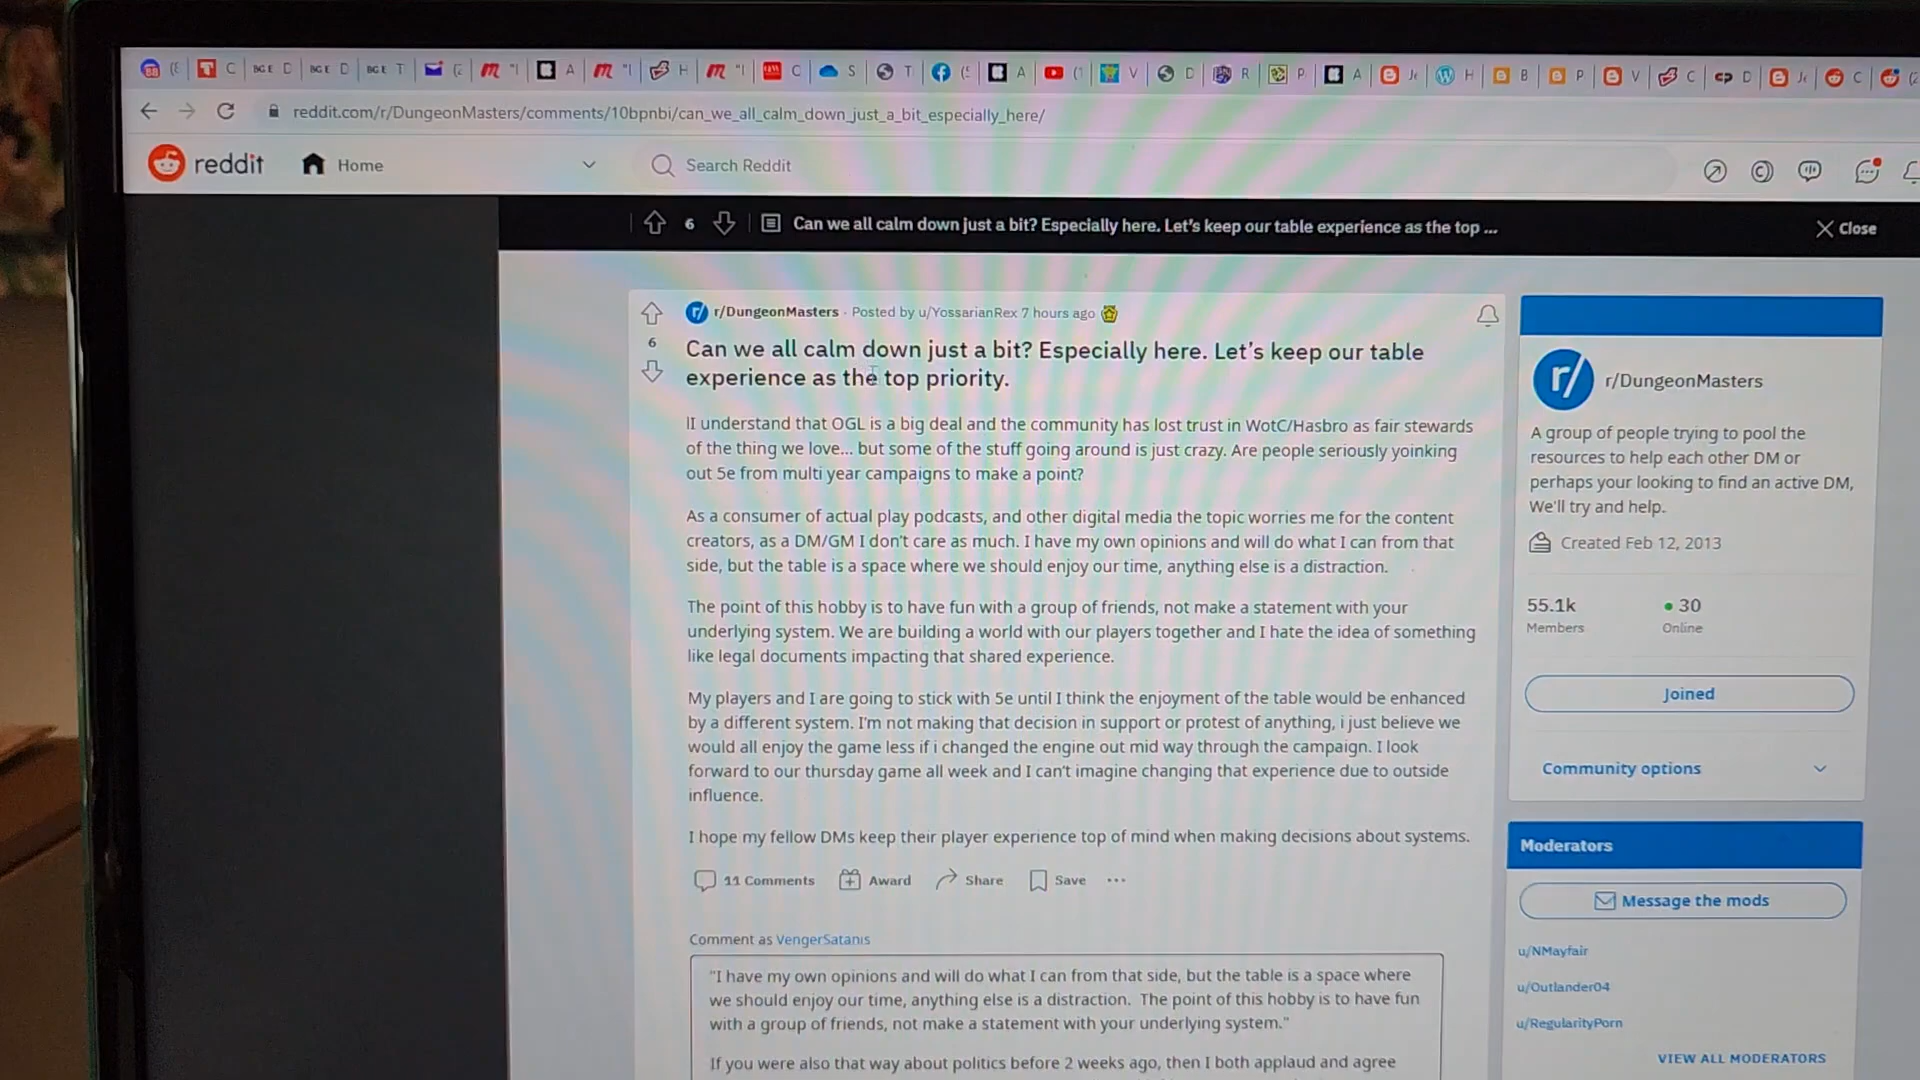 reddit.com/r/DungeonMasters/comments/10bpnbi/can_we_all_calm_down_just_a_bit_especially_here/
reddit Home Search Reddit
6 Can we all calm down just a bit? Especially here. Let's keep our table experience as the top ... Close
r/DungeonMasters · Posted by u/YossarianRex 7 hours ago
6
Can we all calm down just a bit? Especially here. Let's keep our table
experience as the top priority.
II understand that OGL is a big deal and the community has lost trust in WotC/Hasbro as fair stewards
of the thing we love... but some of the stuff going around is just crazy. Are people seriously yoinking
out 5e from multi year campaigns to make a point?
As a consumer of actual play podcasts, and other digital media the topic worries me for the content
creators, as a DM/GM I don't care as much. I have my own opinions and will do what I can from that
side, but the table is a space where we should enjoy our time, anything else is a distraction.
The point of this hobby is to have fun with a group of friends, not make a statement with your
underlying system. We are building a world with our players together and I hate the idea of something
like legal documents impacting that shared experience.
My players and I are going to stick with 5e until I think the enjoyment of the table would be enhanced
by a different system. I'm not making that decision in support or protest of anything, i just believe we
would all enjoy the game less if i changed the engine out mid way through the campaign. I look
forward to our thursday game all week and I can't imagine changing that experience due to outside
influence.
I hope my fellow DMs keep their player experience top of mind when making decisions about systems.
11 Comments Award Share Save ...
Comment as VengerSatanis
"I have my own opinions and will do what I can from that side, but the table is a space where
we should enjoy our time, anything else is a distraction. The point of this hobby is to have fun
with a group of friends, not make a statement with your underlying system."
If you were also that way about politics before 2 weeks ago, then I both applaud and agree
r/ r/DungeonMasters
A group of people trying to pool the
resources to help each other DM or
perhaps your looking to find an active DM,
We'll try and help.
Created Feb 12, 2013
55.1k 30
Members Online
Joined
Community options
Moderators
Message the mods
u/NMayfair
u/Outlander04
u/RegularityPorn
VIEW ALL MODERATORS